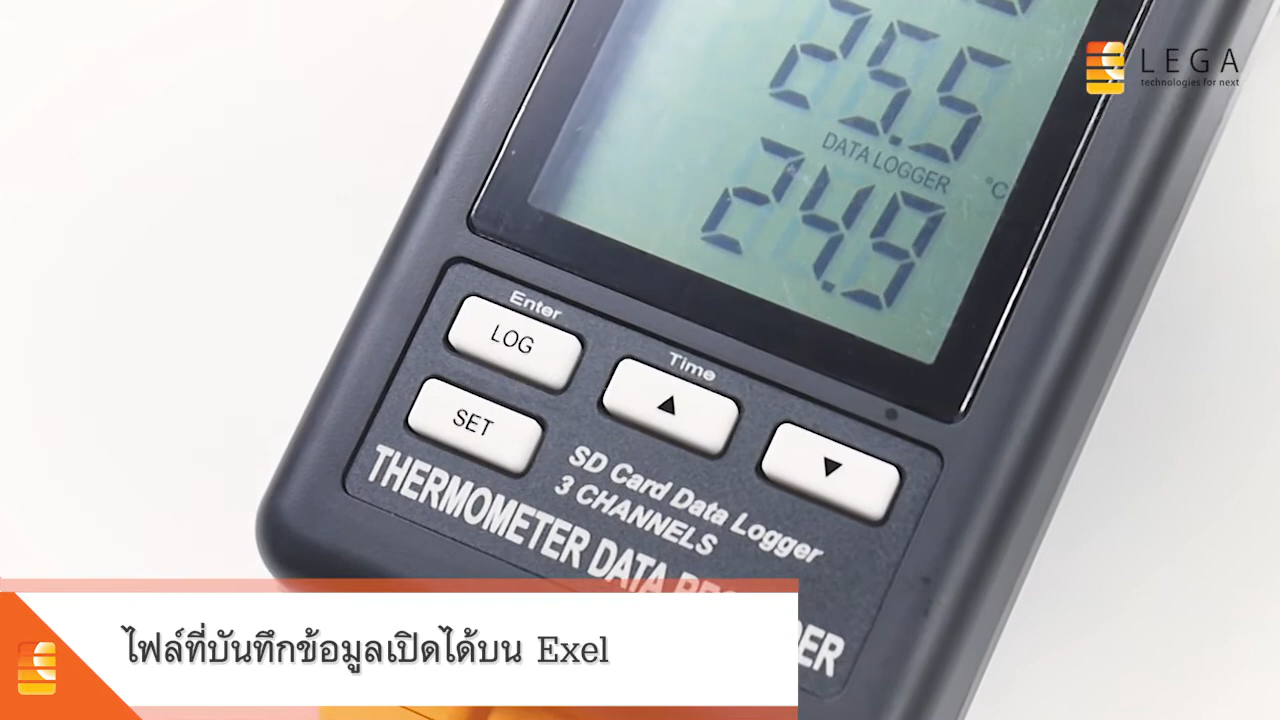 25.5
LEGA
technologies for next
DATA LOGGER
°C
24.9
Enter
LOG
Time
▲
SET
▼
SD Card Data Logger
3 CHANNELS
THERMOMETER DATA
ไฟล์ที่บันทึกข้อมูลเปิดได้บน Exel